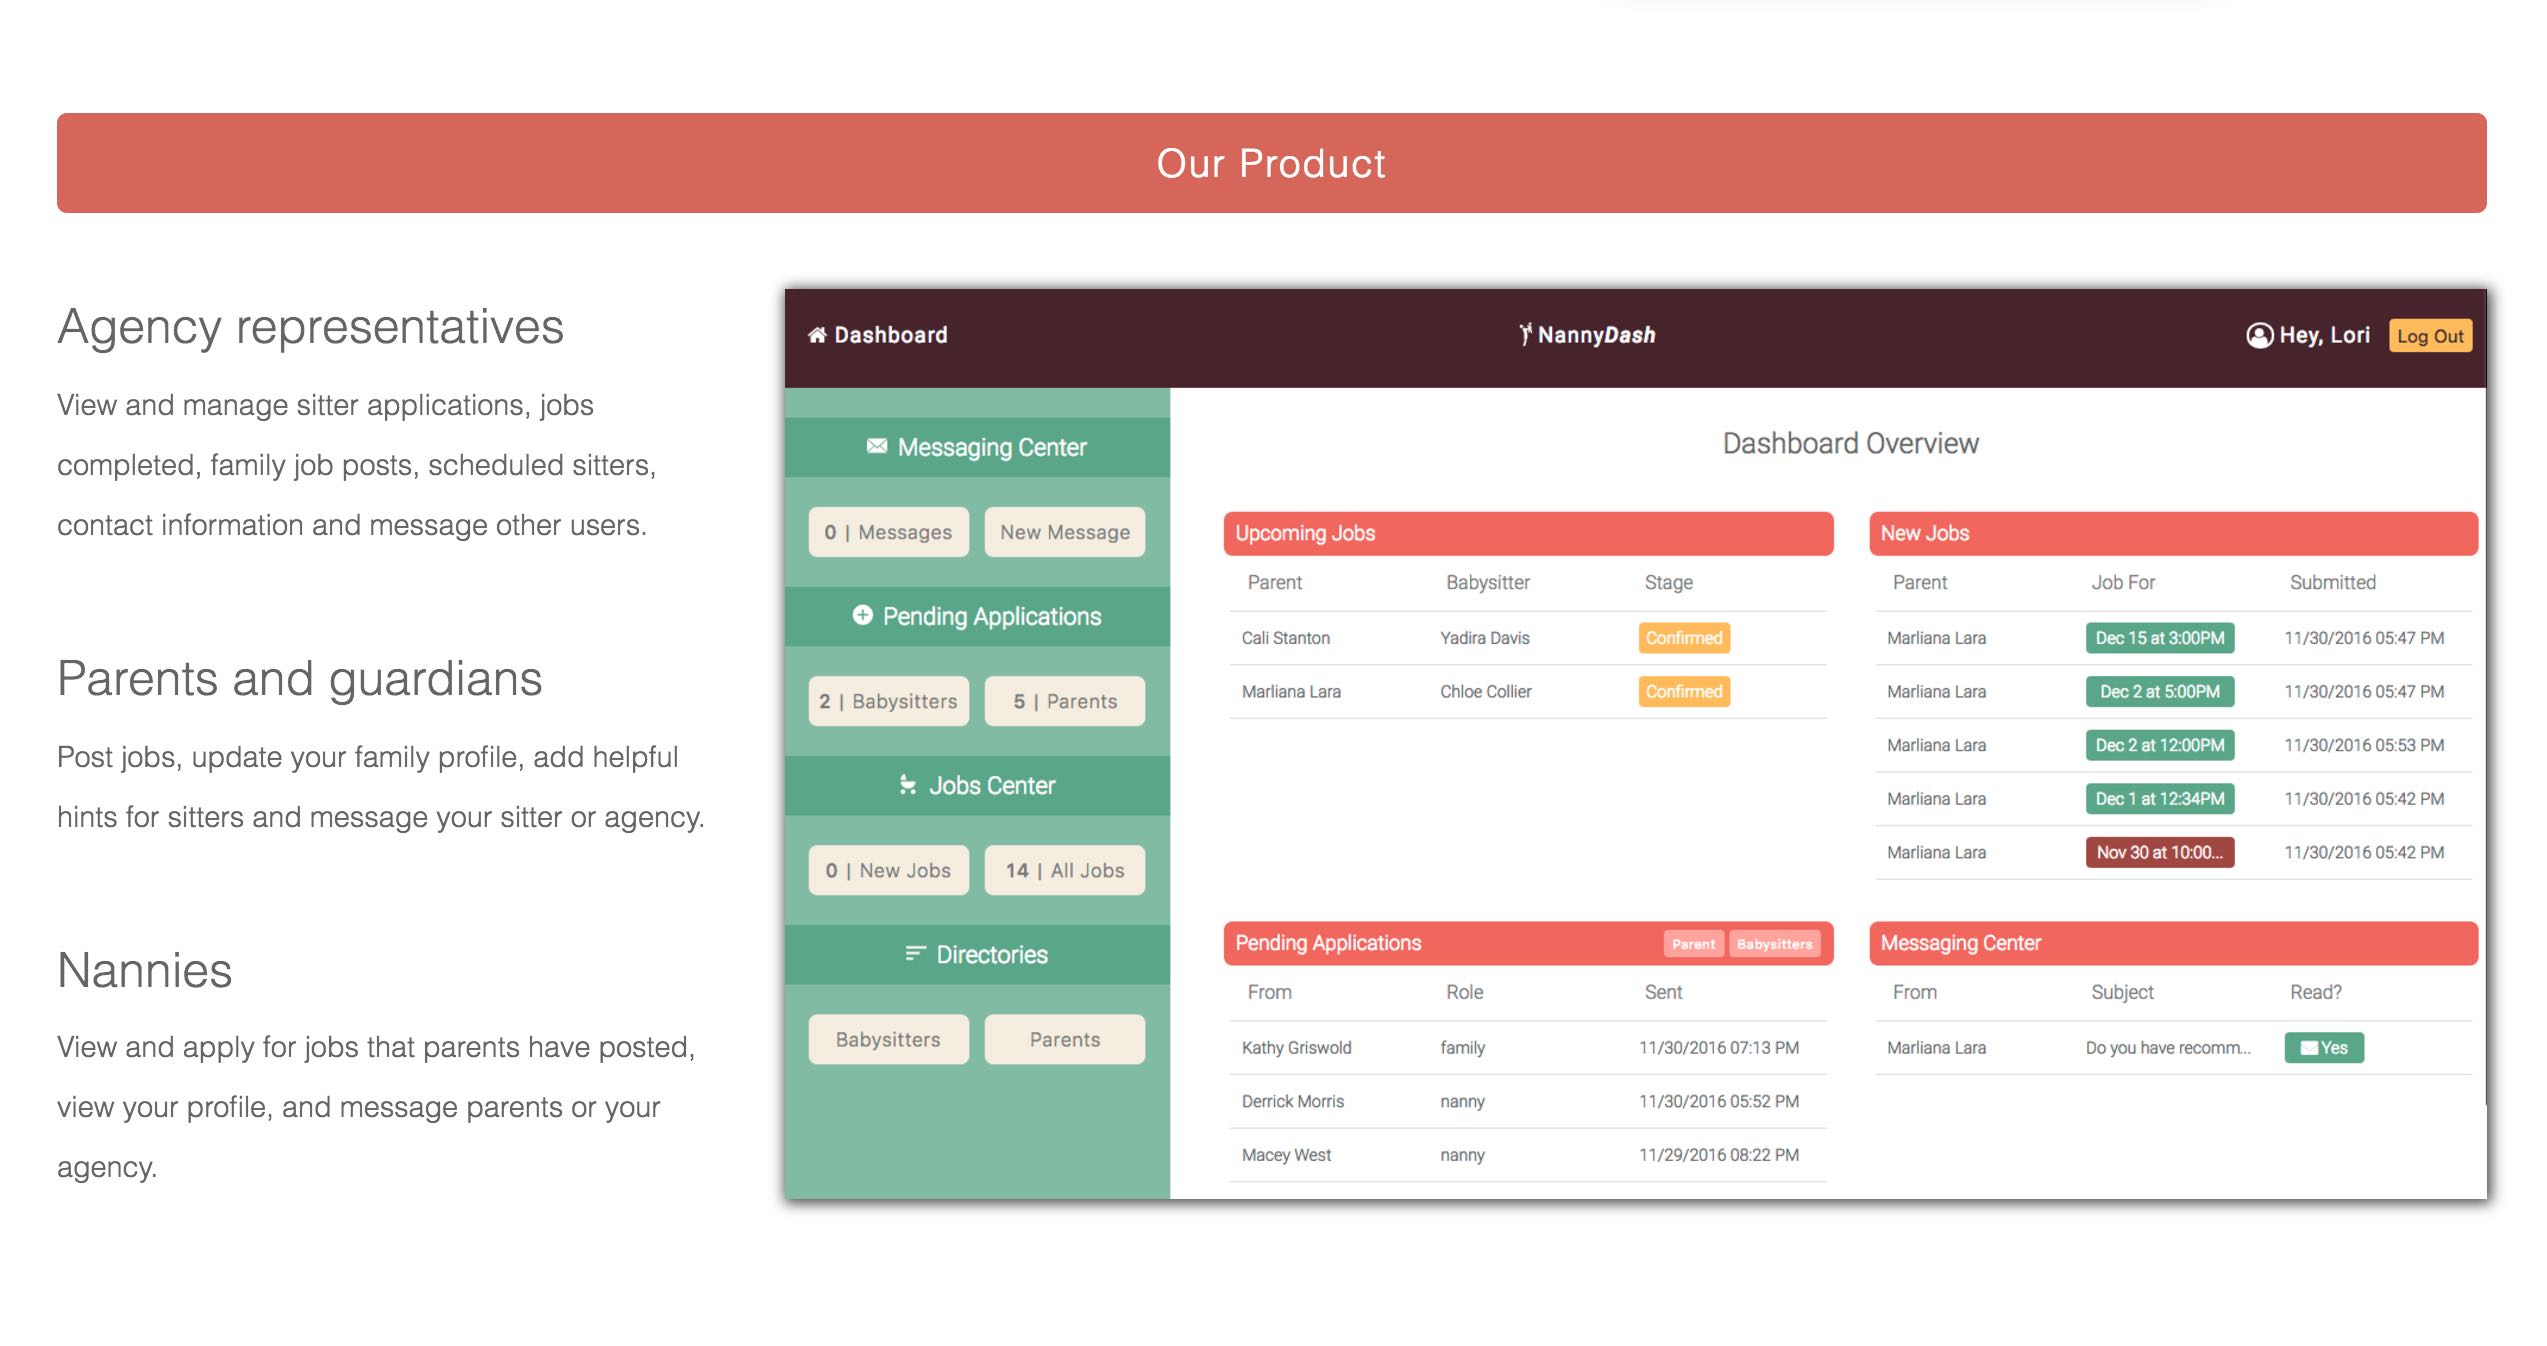 Our Product
Agency representatives
View and manage sitter applications, jobs
completed, family job posts, scheduled sitters,
contact information and message other users.
Parents and guardians
Post jobs, update your family profile, add helpful
hints for sitters and message your sitter or agency.
Nannies
View and apply for jobs that parents have posted,
view your profile, and message parents or your
agency.
Dashboard NannyDash Hey, Lori Log Out
Messaging Center
0 | Messages New Message
Pending Applications
2 | Babysitters 5 | Parents
Jobs Center
0 | New Jobs 14 | All Jobs
Directories
Babysitters Parents
Dashboard Overview
Upcoming Jobs
Parent Babysitter Stage
Cali Stanton Yadira Davis Confirmed
Marliana Lara Chloe Collier Confirmed
New Jobs
Parent Job For Submitted
Marliana Lara Dec 15 at 3:00PM 11/30/2016 05:47 PM
Marliana Lara Dec 2 at 5:00PM 11/30/2016 05:47 PM
Marliana Lara Dec 2 at 12:00PM 11/30/2016 05:53 PM
Marliana Lara Dec 1 at 12:34PM 11/30/2016 05:42 PM
Marliana Lara Nov 30 at 10:00... 11/30/2016 05:42 PM
Pending Applications Parent Babysitters
From Role Sent
Kathy Griswold family 11/30/2016 07:13 PM
Derrick Morris nanny 11/30/2016 05:52 PM
Macey West nanny 11/29/2016 08:22 PM
Messaging Center
From Subject Read?
Marliana Lara Do you have recomm... Yes